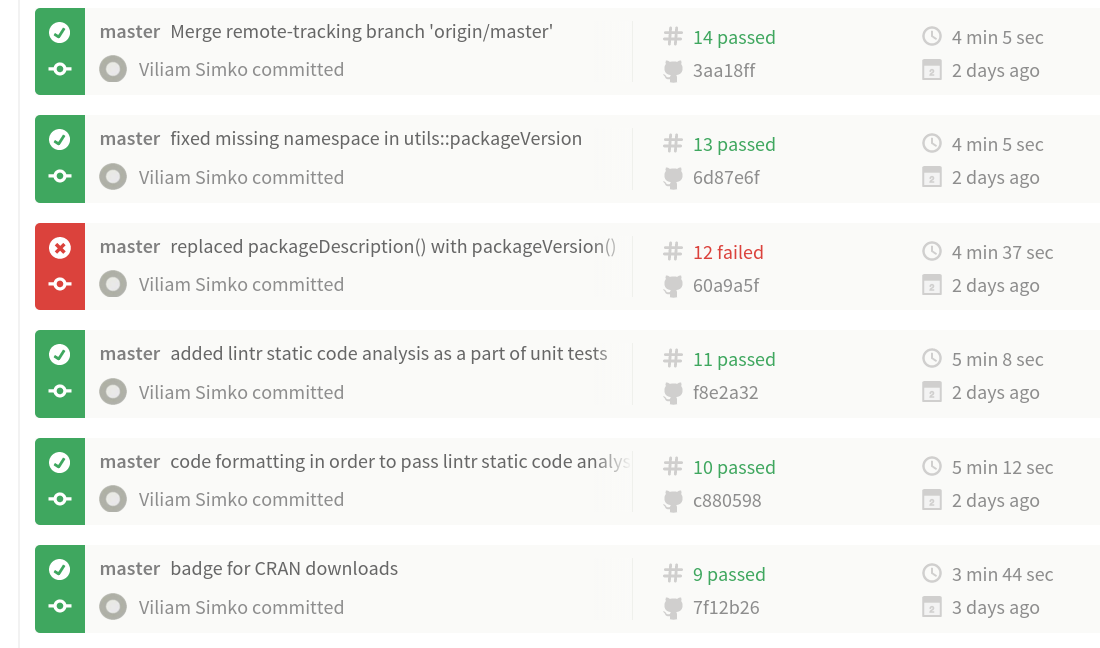 master Merge remote-tracking branch 'origin/master'
# 14 passed
4 min 5 sec
Viliam Simko committed
3aa18ff
2 2 days ago
master fixed missing namespace in utils::packageVersion
# 13 passed
4 min 5 sec
Viliam Simko committed
6d87e6f
2 2 days ago
master replaced packageDescription() with packageVersion()
# 12 failed
4 min 37 sec
Viliam Simko committed
60a9a5f
2 2 days ago
master added lintr static code analysis as a part of unit tests
# 11 passed
5 min 8 sec
Viliam Simko committed
f8e2a32
2 2 days ago
master code formatting in order to pass lintr static code analys
# 10 passed
5 min 12 sec
Viliam Simko committed
c880598
2 2 days ago
master badge for CRAN downloads
# 9 passed
3 min 44 sec
Viliam Simko committed
7f12b26
2 3 days ago